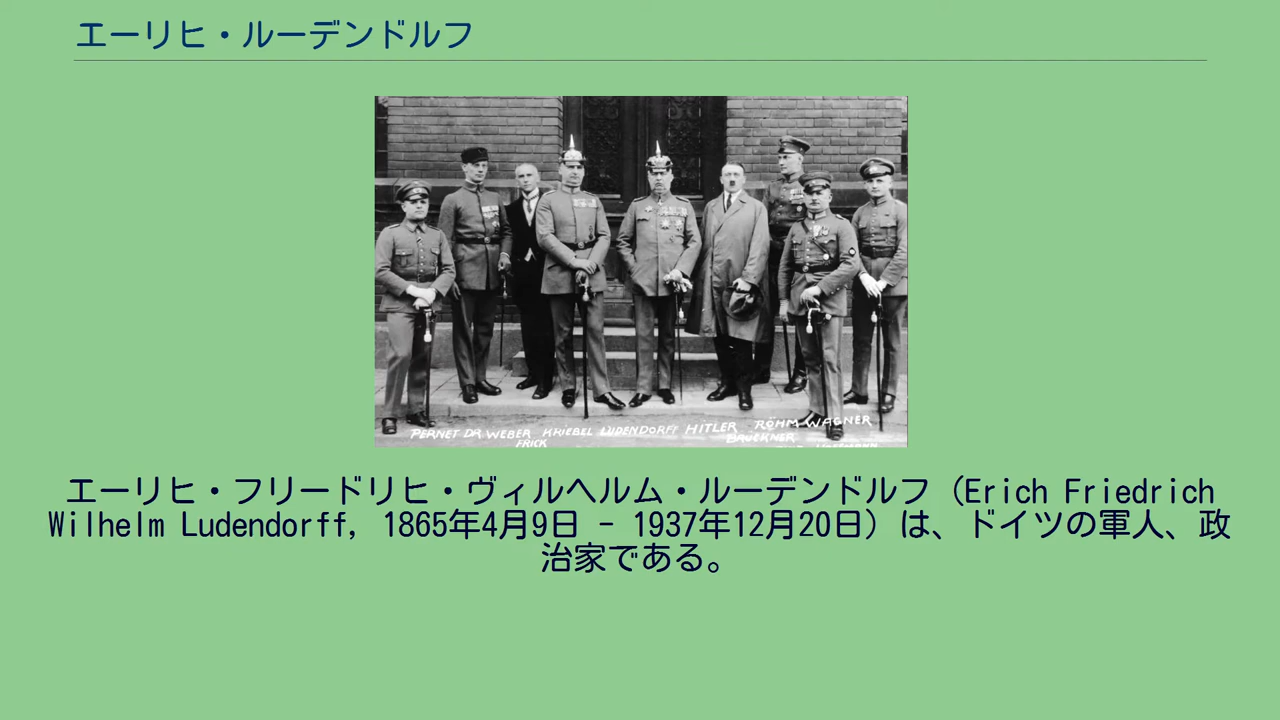 エーリヒ・ルーデンドルフ
PERNET DR WEBER KRIEBEL LUDENDORFF HITLER RÖHM WAGNER
FRICK BRÜCKNER
エーリヒ・フリードリヒ・ヴィルヘルム・ルーデンドルフ（Erich Friedrich
Wilhelm Ludendorff, 1865年4月9日 - 1937年12月20日）は、ドイツの軍人、政
治家である。